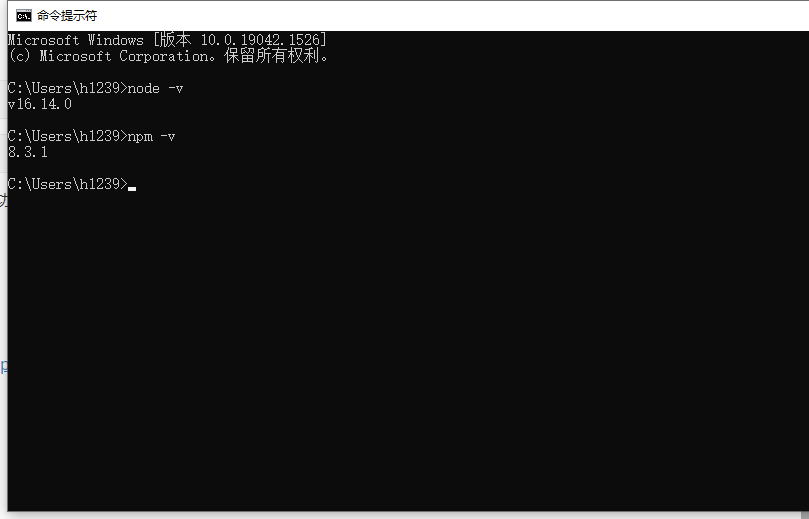 命令提示符
Microsoft Windows [版本 10.0.19042.1526]
(c) Microsoft Corporation。保留所有权利。
C:\Users\h1239>node -v
v16.14.0
C:\Users\h1239>npm -v
8.3.1
C:\Users\h1239>